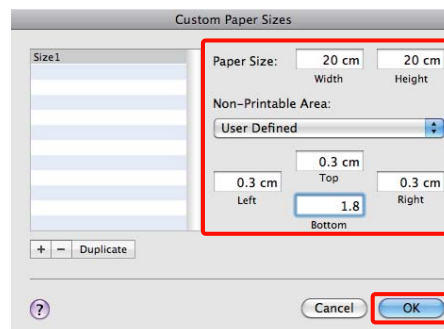 Custom Paper Sizes
Size1
Paper Size: 20 cm 20 cm
Width Height
Non-Printable Area:
User Defined
0.3 cm
Top
0.3 cm 0.3 cm
Left Right
1.8
Bottom
+ − Duplicate
? Cancel OK